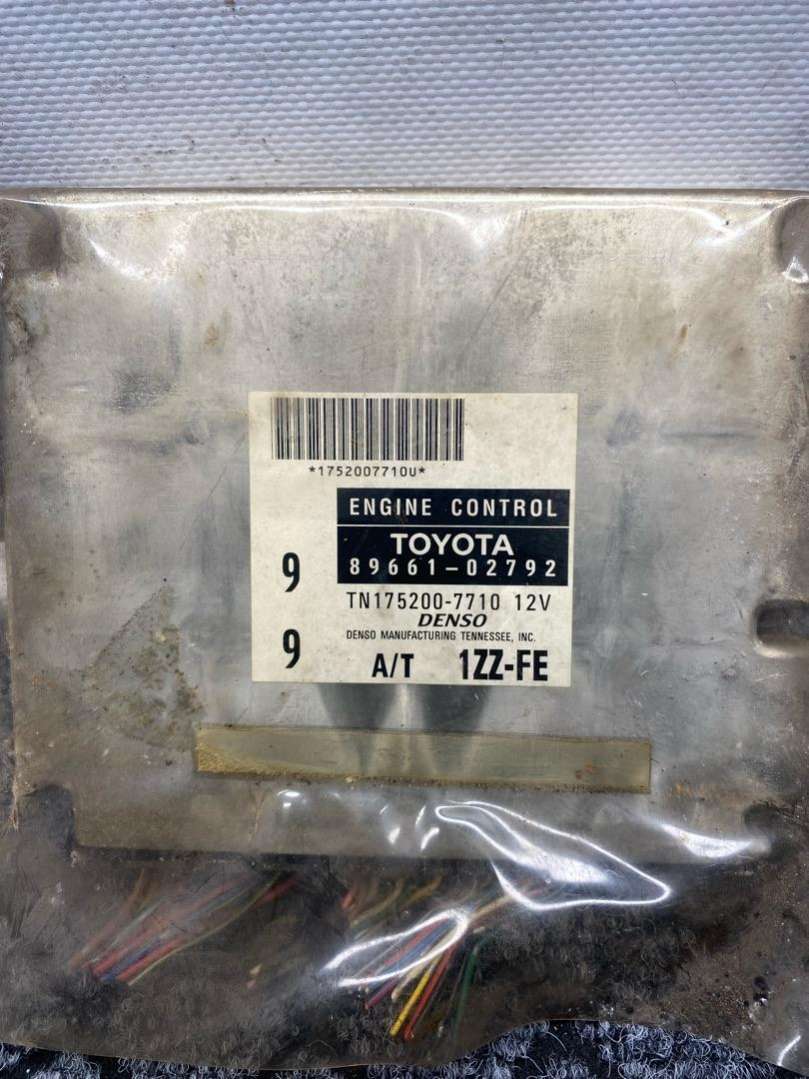 *1752007710U*
ENGINE CONTROL
TOYOTA
89661-02792
9
TN175200-7710 12V
DENSO
DENSO MANUFACTURING TENNESSEE, INC.
9
A/T 1ZZ-FE